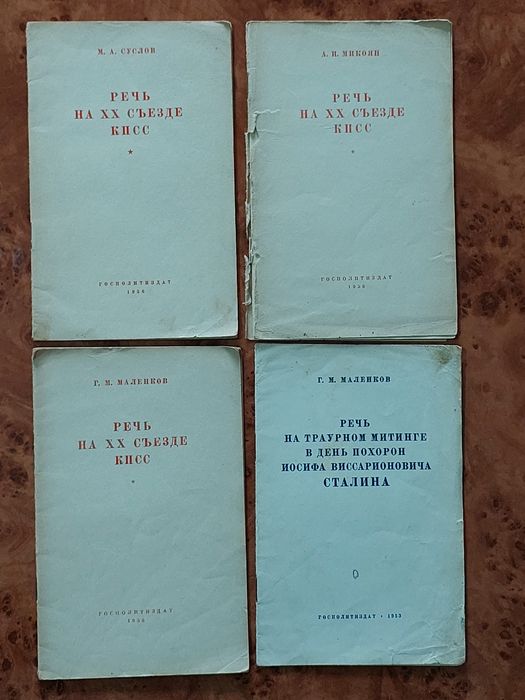 М. А. СУСЛОВ
РЕЧЬ
НА XX СЪЕЗДЕ
КПСС
ГОСПОЛИТИЗДАТ
1956
А. И. МИКОЯН
РЕЧЬ
НА XX СЪЕЗДЕ
КПСС
ГОСПОЛИТИЗДАТ
1956
Г. М. МАЛЕНКОВ
РЕЧЬ
НА XX СЪЕЗДЕ
КПСС
ГОСПОЛИТИЗДАТ
1956
Г. М. МАЛЕНКОВ
РЕЧЬ
НА ТРАУРНОМ МИТИНГЕ
В ДЕНЬ ПОХОРОН
ИОСИФА ВИССАРИОНОВИЧА
СТАЛИНА
ГОСПОЛИТИЗДАТ · 1953